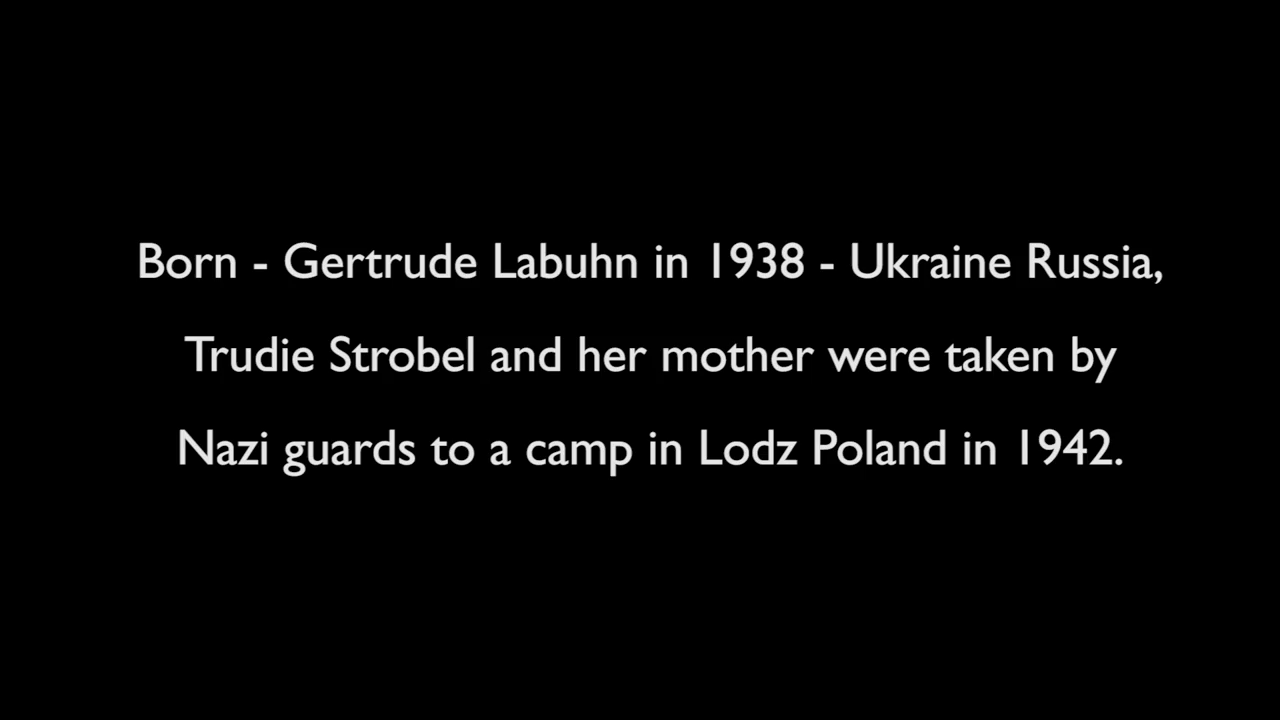 Born - Gertrude Labuhn in 1938 - Ukraine Russia,
Trudie Strobel and her mother were taken by
Nazi guards to a camp in Lodz Poland in 1942.